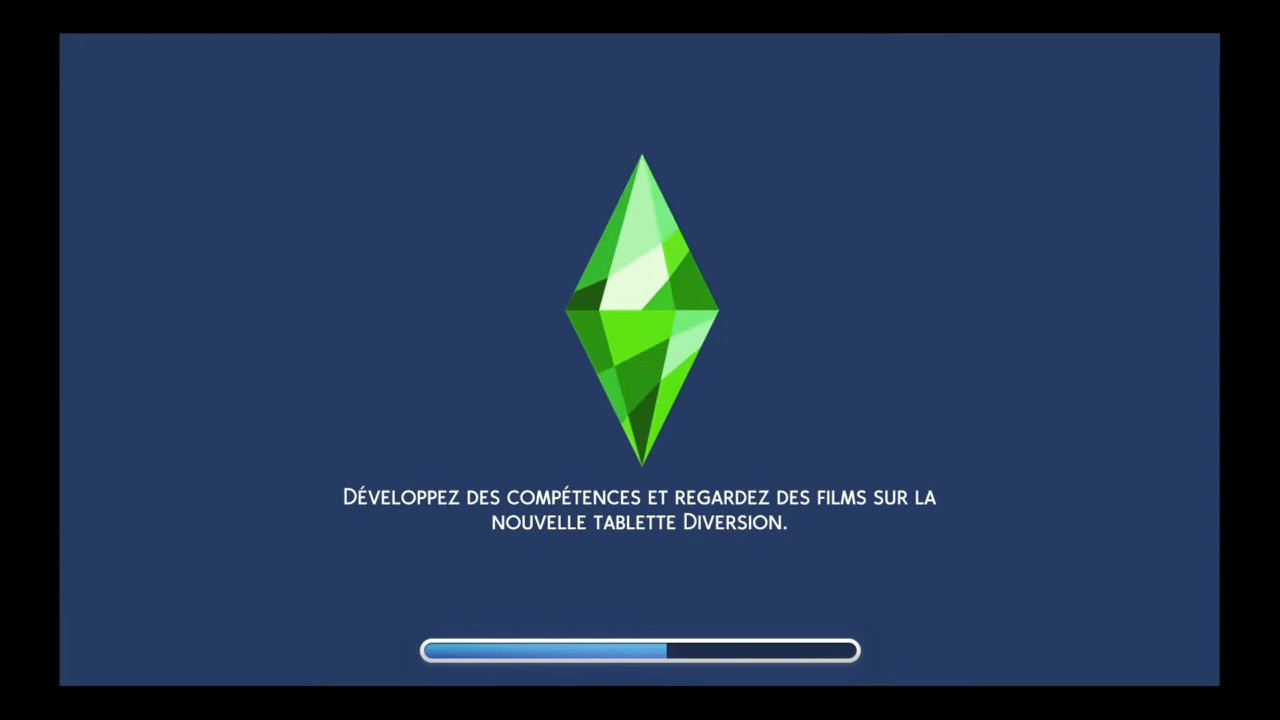 Développez des compétences et regardez des films sur la
nouvelle tablette Diversion.